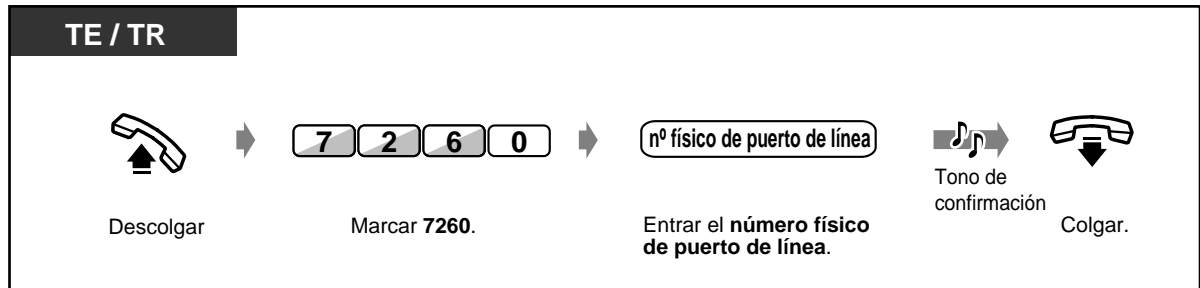 TE / TR
7 2 6 0
nº físico de puerto de línea
Tono de
confirmación
Descolgar
Marcar 7260.
Entrar el número físico
de puerto de línea.
Colgar.